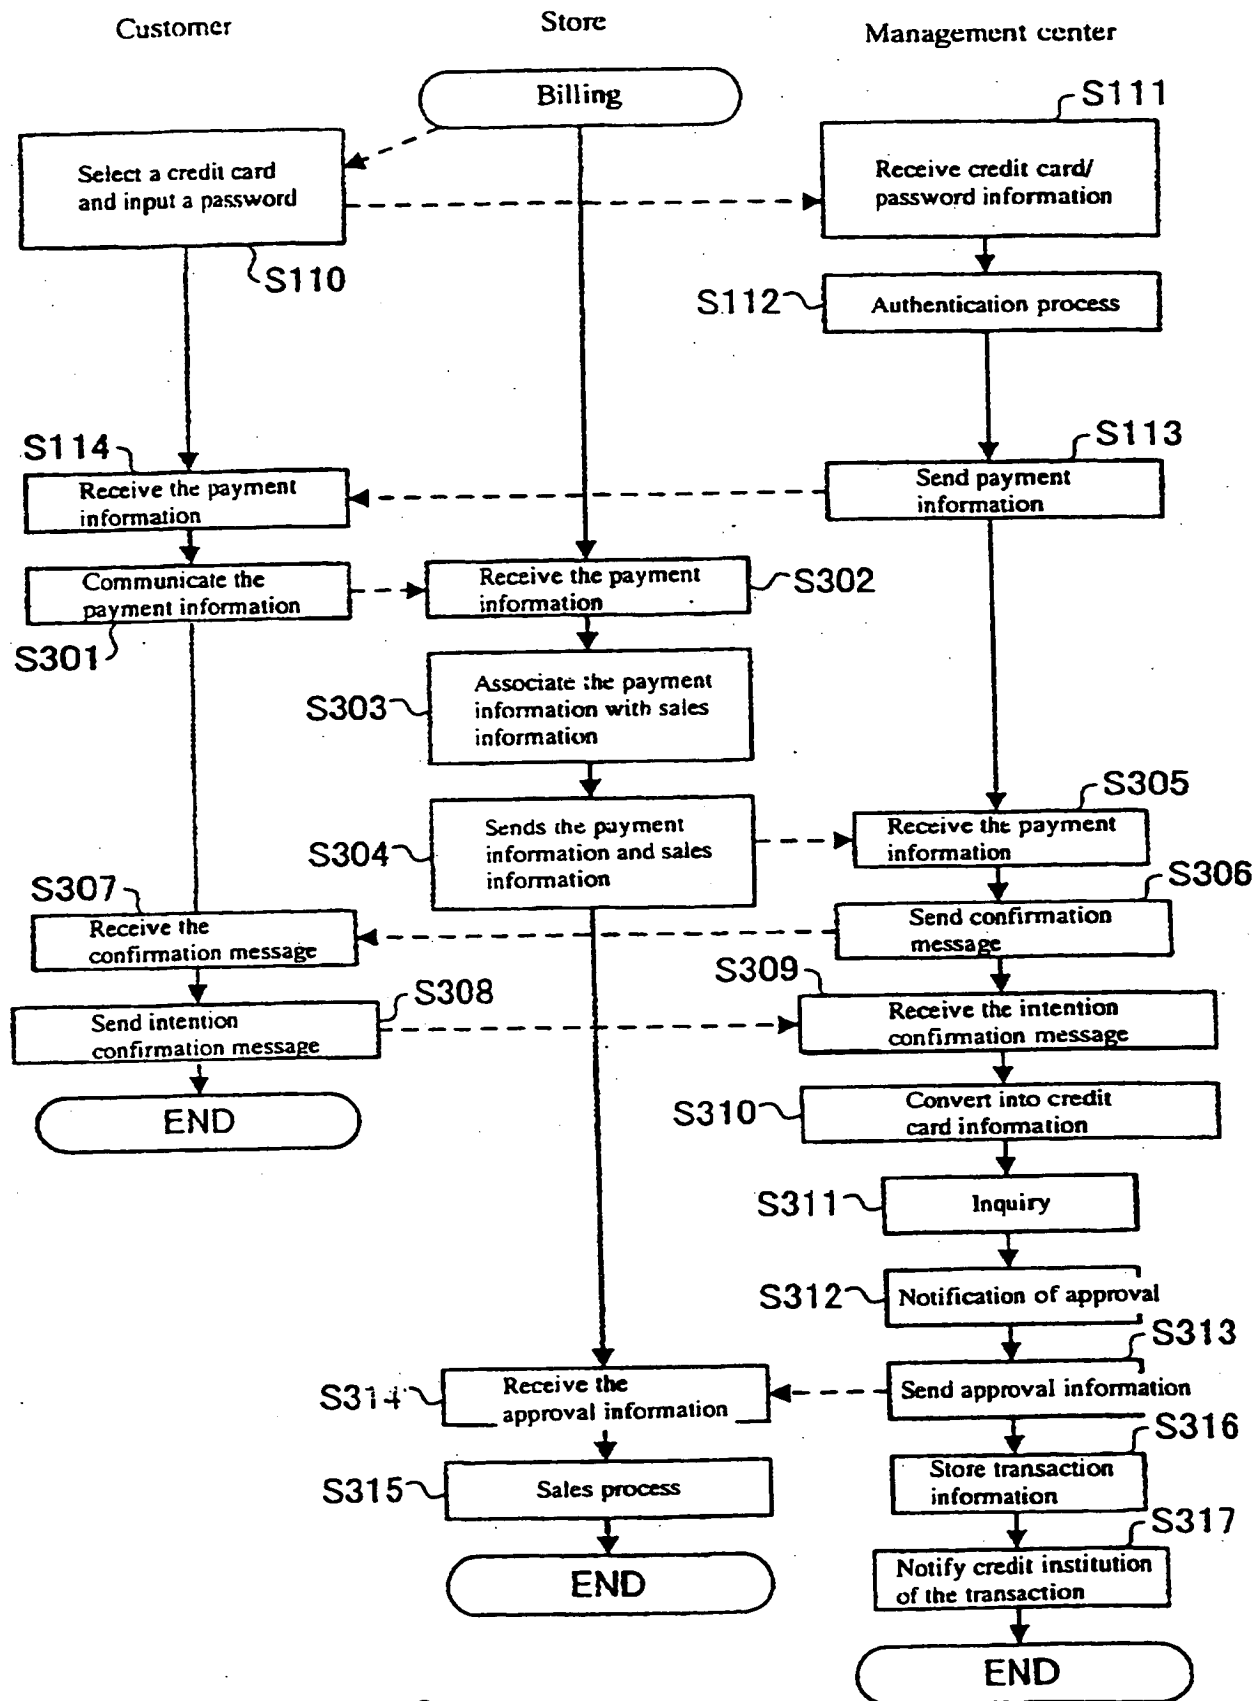 Customer
Store
Management center
Billing
S111
Select a credit card
and input a password
Receive credit card/
password information
S110
S112
Authentication process
S114
S113
Receive the payment
information
Send payment
information
Communicate the
payment information
Receive the payment
information
S302
S301
S303
Associate the payment
information with sales
information
S305
S304
Sends the payment
information and sales
information
Receive the payment
information
S307
S306
Receive the
confirmation message
Send confirmation
message
S309
S308
Send intention
confirmation message
Receive the intention
confirmation message
END
S310
Convert into credit
card information
S311
Inquiry
S312
Notification of approval
S313
S314
Receive the
approval information
Send approval information
S316
S315
Sales process
Store transaction
information
S317
END
Notify credit institution
of the transaction
END